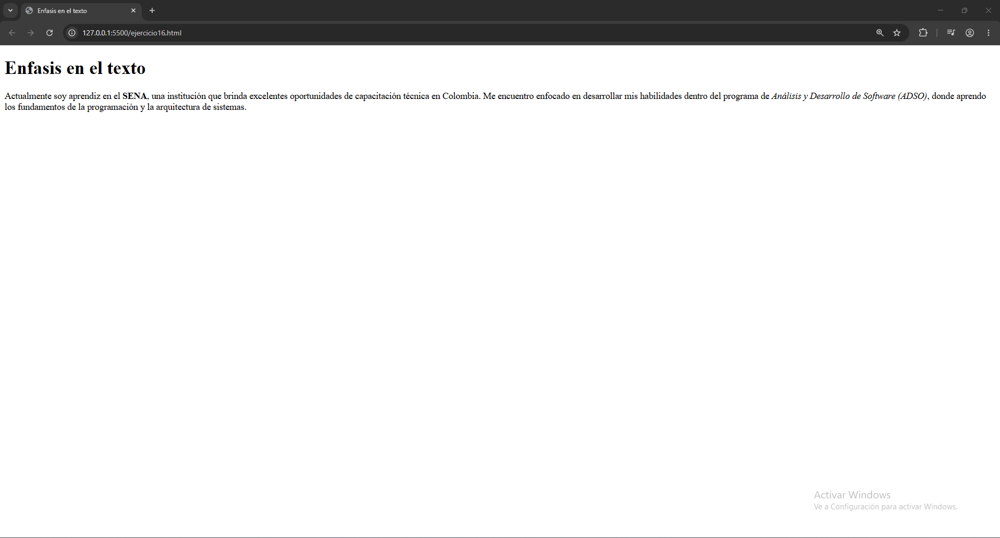 Enfasis en el texto
127.0.0.1:5500/ejercicio16.html
Enfasis en el texto
Actualmente soy aprendiz en el SENA, una institución que brinda excelentes oportunidades de capacitación técnica en Colombia. Me encuentro enfocado en desarrollar mis habilidades dentro del programa de Análisis y Desarrollo de Software (ADSO), donde aprendo
los fundamentos de la programación y la arquitectura de sistemas.
Activar Windows
Ve a Configuración para activar Windows.